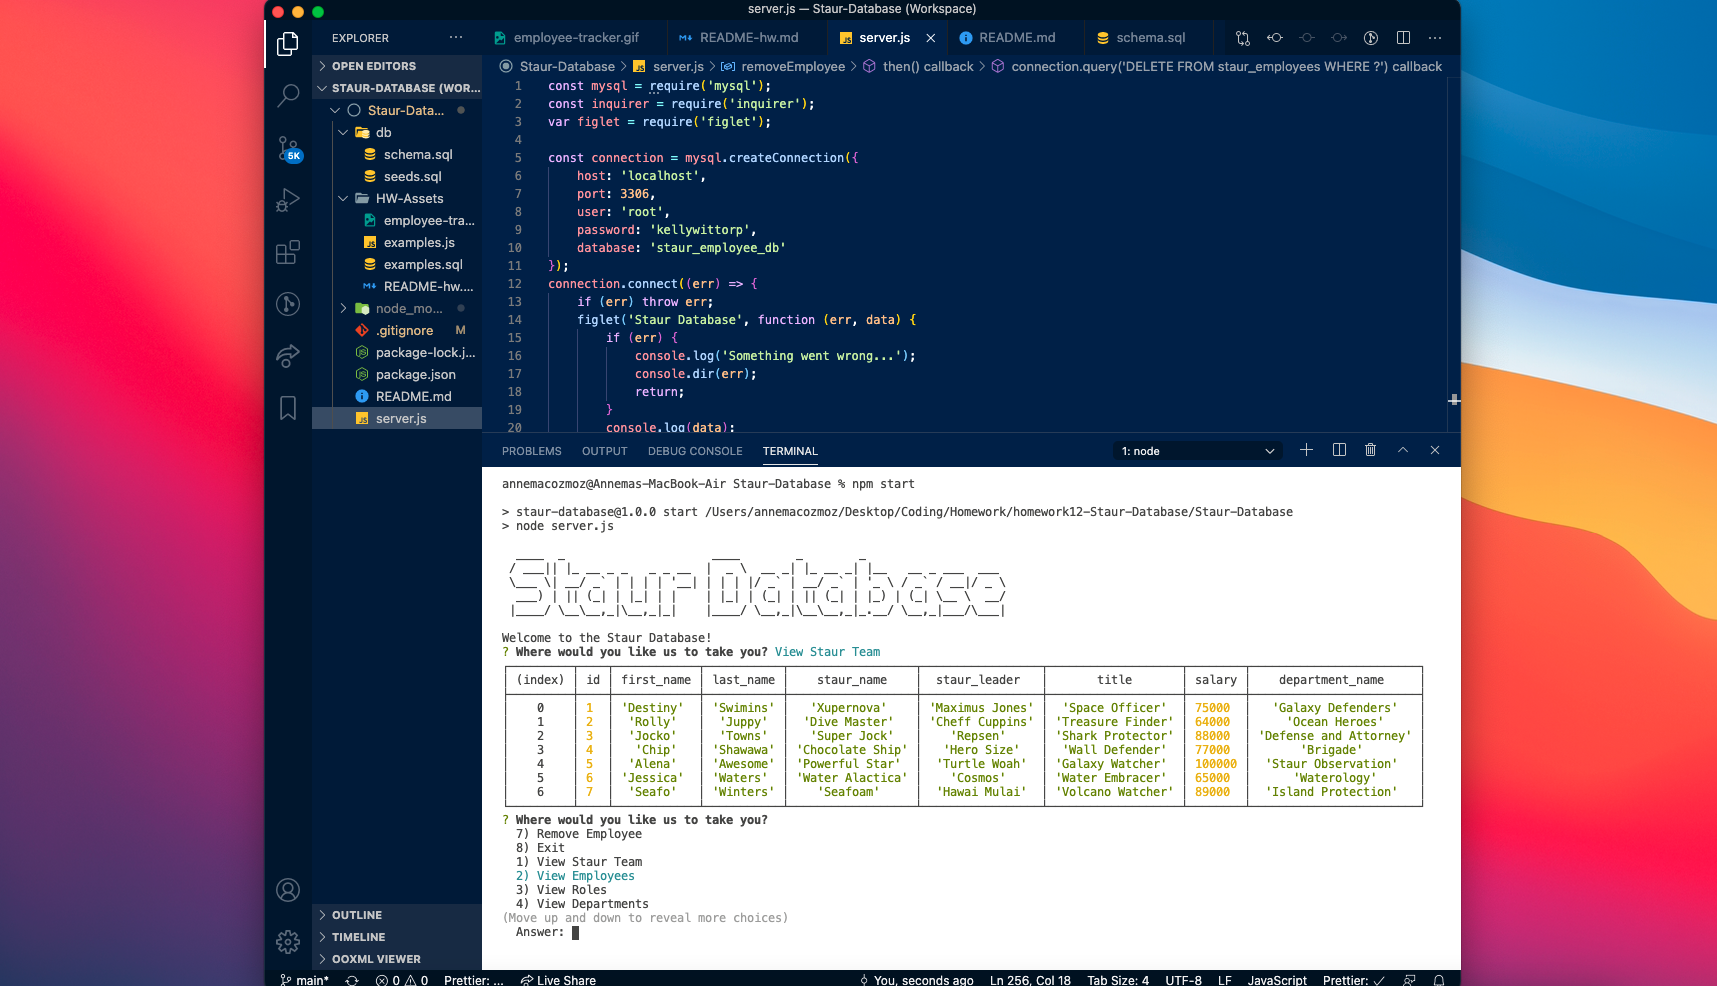 server.js — Staur-Database (Workspace)
EXPLORER ···
employee-tracker.gif
README-hw.md
JS server.js ×
README.md
schema.sql
OPEN EDITORS
STAUR-DATABASE (WOR...
Staur-Data...
db
schema.sql
seeds.sql
HW-Assets
employee-tra...
examples.js
examples.sql
README-hw....
node_mo...
.gitignore M
package-lock.j...
package.json
README.md
server.js
5K
OUTLINE
TIMELINE
OOXML VIEWER
Staur-Database > JS server.js > removeEmployee > then() callback > connection.query('DELETE FROM staur_employees WHERE ?') callback
1 const mysql = require('mysql');
2 const inquirer = require('inquirer');
3 var figlet = require('figlet');
4
5 const connection = mysql.createConnection({
6 host: 'localhost',
7 port: 3306,
8 user: 'root',
9 password: 'kellywittorp',
10 database: 'staur_employee_db'
11 });
12 connection.connect((err) => {
13 if (err) throw err;
14 figlet('Staur Database', function (err, data) {
15 if (err) {
16 console.log('Something went wrong...');
17 console.dir(err);
18 return;
19 }
20 console.log(data);
PROBLEMS OUTPUT DEBUG CONSOLE TERMINAL 1: node
annemacozmoz@Annemas-MacBook-Air Staur-Database % npm start
> staur-database@1.0.0 start /Users/annemacozmoz/Desktop/Coding/Homework/homework12-Staur-Database/Staur-Database
> node server.js
Staur Database
Welcome to the Staur Database!
? Where would you like us to take you? View Staur Team
(index) id first_name last_name staur_name staur_leader title salary department_name
0 1 'Destiny' 'Swimins' 'Xupernova' 'Maximus Jones' 'Space Officer' 75000 'Galaxy Defenders'
1 2 'Rolly' 'Juppy' 'Dive Master' 'Cheff Cuppins' 'Treasure Finder' 64000 'Ocean Heroes'
2 3 'Jocko' 'Towns' 'Super Jock' 'Repsen' 'Shark Protector' 88000 'Defense and Attorney'
3 4 'Chip' 'Shawawa' 'Chocolate Ship' 'Hero Size' 'Wall Defender' 77000 'Brigade'
4 5 'Alena' 'Awesome' 'Powerful Star' 'Turtle Woah' 'Galaxy Watcher' 100000 'Staur Observation'
5 6 'Jessica' 'Waters' 'Water Alactica' 'Cosmos' 'Water Embracer' 65000 'Waterology'
6 7 'Seafo' 'Winters' 'Seafoam' 'Hawai Mulai' 'Volcano Watcher' 89000 'Island Protection'
? Where would you like us to take you?
7) Remove Employee
8) Exit
1) View Staur Team
2) View Employees
3) View Roles
4) View Departments
(Move up and down to reveal more choices)
Answer:
main* 0 0 Prettier: ... Live Share You, seconds ago Ln 256, Col 18 Tab Size: 4 UTF-8 LF JavaScript Prettier: ✓